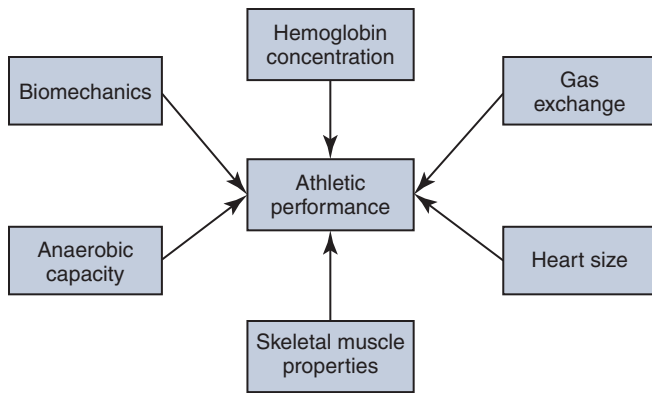 Hemoglobin
concentration
Biomechanics
Gas
exchange
Athletic
performance
Anaerobic
capacity
Heart size
Skeletal muscle
properties